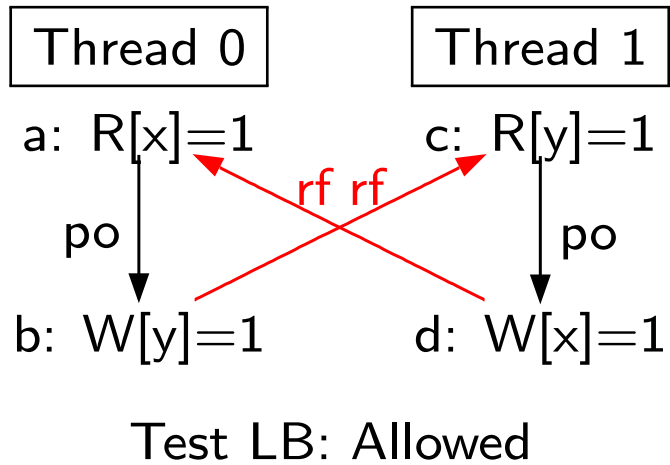 Thread 0 Thread 1
a: R[x]=1 c: R[y]=1
rf rf
po po
b: W[y]=1 d: W[x]=1
Test LB: Allowed